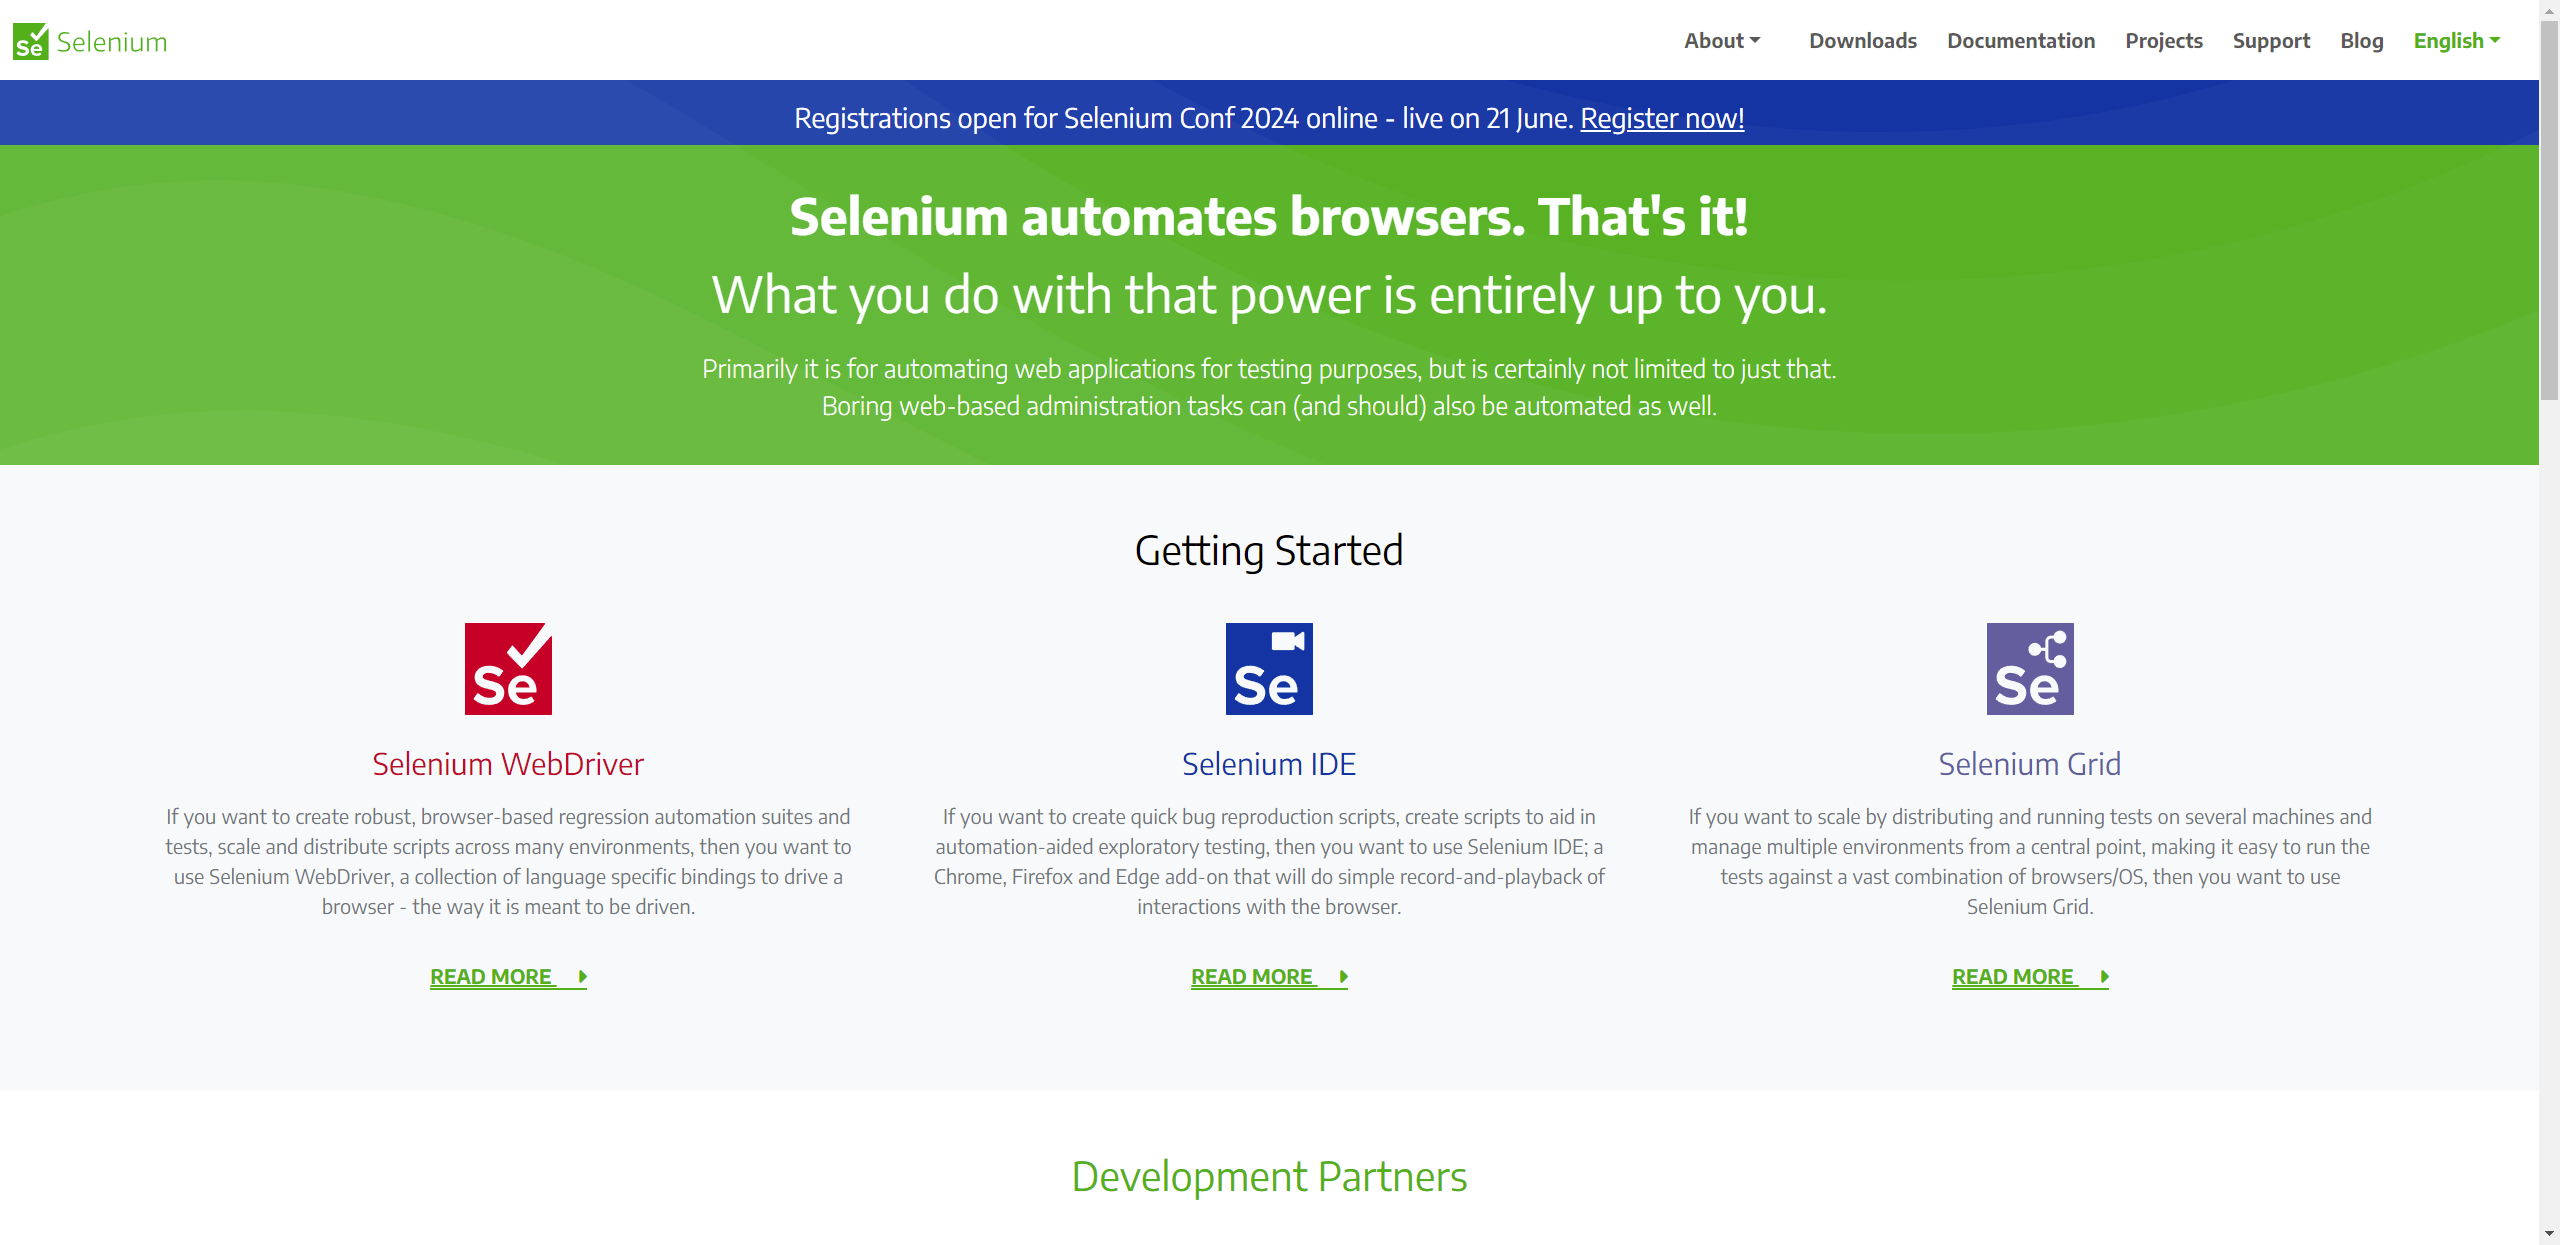 Se Selenium
About Downloads Documentation Projects Support Blog English
Registrations open for Selenium Conf 2024 online - live on 21 June. Register now!
Selenium automates browsers. That's it!
What you do with that power is entirely up to you.
Primarily it is for automating web applications for testing purposes, but is certainly not limited to just that.
Boring web-based administration tasks can (and should) also be automated as well.
Getting Started
Se
Selenium WebDriver
If you want to create robust, browser-based regression automation suites and
tests, scale and distribute scripts across many environments, then you want to
use Selenium WebDriver, a collection of language specific bindings to drive a
browser - the way it is meant to be driven.
READ MORE
Se
Selenium IDE
If you want to create quick bug reproduction scripts, create scripts to aid in
automation-aided exploratory testing, then you want to use Selenium IDE; a
Chrome, Firefox and Edge add-on that will do simple record-and-playback of
interactions with the browser.
READ MORE
Se
Selenium Grid
If you want to scale by distributing and running tests on several machines and
manage multiple environments from a central point, making it easy to run the
tests against a vast combination of browsers/OS, then you want to use
Selenium Grid.
READ MORE
Development Partners